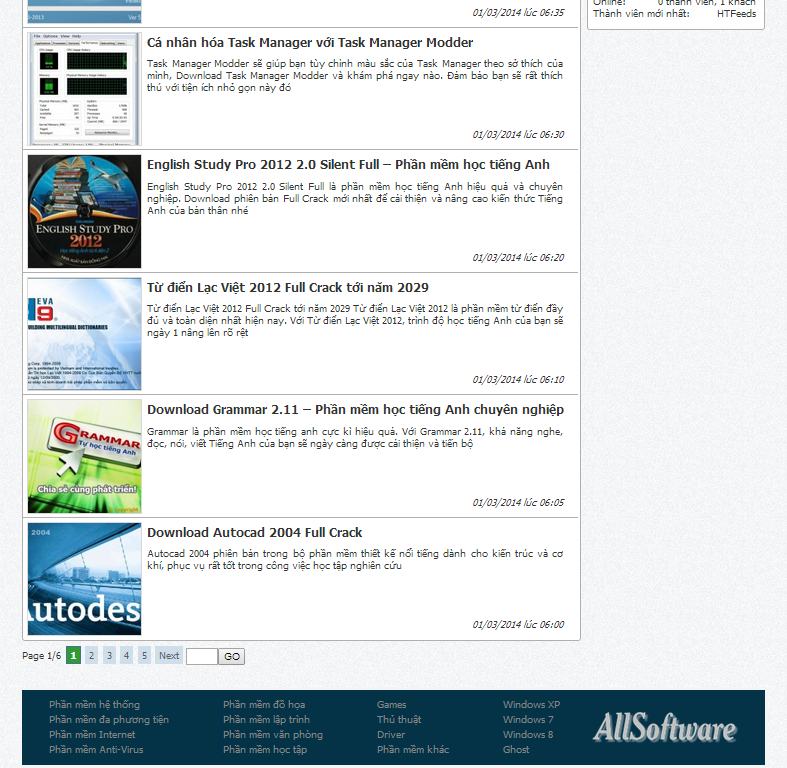 01/03/2014 lúc 06:35
Online: 0 thành viên, 1 khách
Thành viên mới nhất: HTFeeds
Cá nhân hóa Task Manager với Task Manager Modder
Task Manager Modder sẽ giúp bạn tùy chỉnh màu sắc của Task Manager theo sở thích của
mình, Download Task Manager Modder và khám phá ngay nào. Đảm bảo bạn sẽ rất thích
thú với tiện ích nhỏ gọn này đó
01/03/2014 lúc 06:30
ENGLISH STUDY PRO
2012
English Study Pro 2012 2.0 Silent Full – Phần mềm học tiếng Anh
English Study Pro 2012 2.0 Silent Full là phần mềm học tiếng Anh hiệu quả và chuyên
nghiệp. Download phiên bản Full Crack mới nhất để cải thiện và nâng cao kiến thức Tiếng
Anh của bản thân nhé
01/03/2014 lúc 06:20
EVA
UILDING MULTILINGUAL DICTIONARIES
Từ điển Lạc Việt 2012 Full Crack tới năm 2029
Từ điển Lạc Việt 2012 Full Crack tới năm 2029 Từ điển Lạc Việt 2012 là phần mềm từ điển đầy
đủ và toàn diện nhất hiện nay. Với Từ điển Lạc Việt 2012, trình độ học tiếng Anh của bạn sẽ
ngày 1 nâng lên rõ rệt
01/03/2014 lúc 06:10
GRAMMAR
Tự học tiếng Anh
Chia sẻ cùng phát triển!
Download Grammar 2.11 – Phần mềm học tiếng Anh chuyên nghiệp
Grammar là phần mềm học tiếng anh cực kì hiệu quả. Với Grammar 2.11, khả năng nghe,
đọc, nói, viết Tiếng Anh của bạn sẽ ngày càng được cải thiện và tiến bộ
01/03/2014 lúc 06:05
2004
Autodes
Download Autocad 2004 Full Crack
Autocad 2004 phiên bản trong bộ phần mềm thiết kế nổi tiếng dành cho kiến trúc và cơ
khí, phục vụ rất tốt trong công việc học tập nghiên cứu
01/03/2014 lúc 06:00
Page 1/6 1 2 3 4 5 Next GO
Phần mềm hệ thống Phần mềm đồ họa Games Windows XP
Phần mềm đa phương tiện Phần mềm lập trình Thủ thuật Windows 7
Phần mềm Internet Phần mềm văn phòng Driver Windows 8
Phần mềm Anti-Virus Phần mềm học tập Phần mềm khác Ghost
AllSoftware